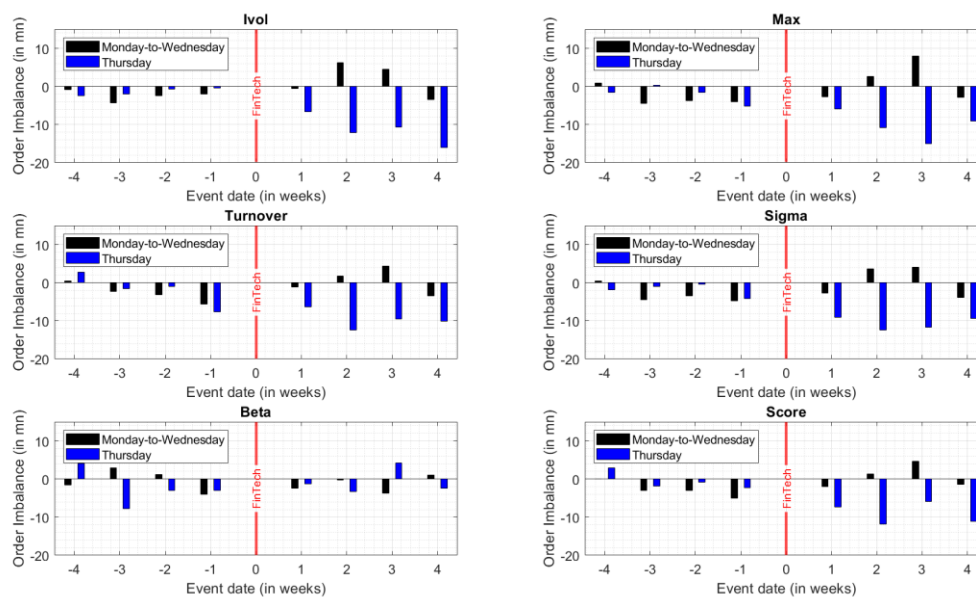 Ivol
Order Imbalance (in mn)
10
0
-10
-20
Monday-to-Wednesday
Thursday
FinTech
-4 -3 -2 -1 0 1 2 3 4
Event date (in weeks)
Max
Order Imbalance (in mn)
10
0
-10
-20
Monday-to-Wednesday
Thursday
FinTech
-4 -3 -2 -1 0 1 2 3 4
Event date (in weeks)
Turnover
Order Imbalance (in mn)
10
0
-10
-20
Monday-to-Wednesday
Thursday
FinTech
-4 -3 -2 -1 0 1 2 3 4
Event date (in weeks)
Sigma
Order Imbalance (in mn)
10
0
-10
-20
Monday-to-Wednesday
Thursday
FinTech
-4 -3 -2 -1 0 1 2 3 4
Event date (in weeks)
Beta
Order Imbalance (in mn)
10
0
-10
-20
Monday-to-Wednesday
Thursday
FinTech
-4 -3 -2 -1 0 1 2 3 4
Event date (in weeks)
Score
Order Imbalance (in mn)
10
0
-10
-20
Monday-to-Wednesday
Thursday
FinTech
-4 -3 -2 -1 0 1 2 3 4
Event date (in weeks)